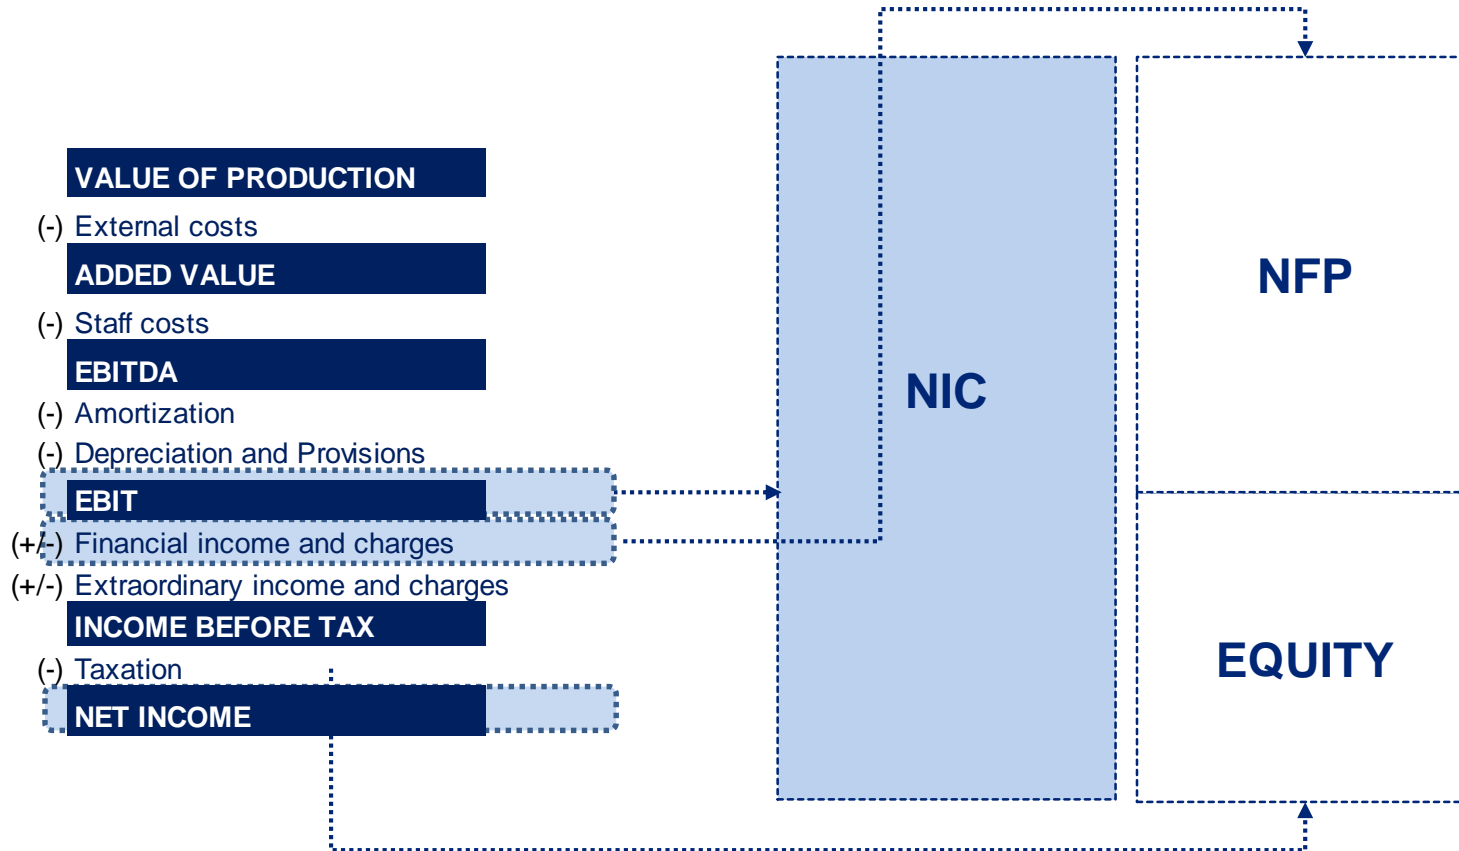 VALUE OF PRODUCTION
(-) External costs
ADDED VALUE
(-) Staff costs
EBITDA
(-) Amortization
(-) Depreciation and Provisions
EBIT
(+/-) Financial income and charges
(+/-) Extraordinary income and charges
INCOME BEFORE TAX
(-) Taxation
NET INCOME
NIC
NFP
EQUITY